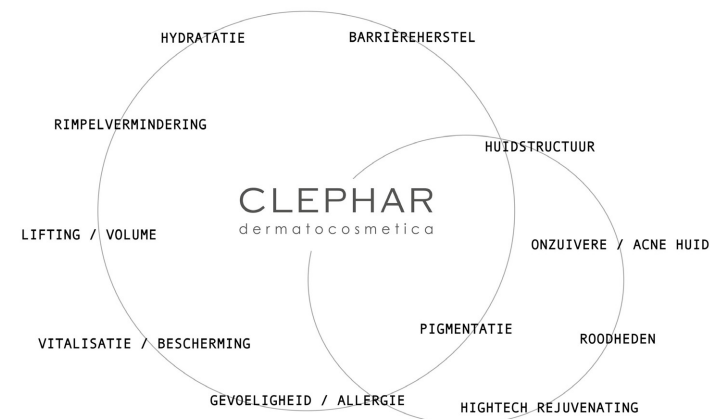 HYDRATATIE
BARRIÈREHERSTEL
RIMPELVERMINDERING
HUIDSTRUCTUUR
CLEPHAR
dermatocosmetica
LIFTING / VOLUME
ONZUIVERE / ACNE HUID
PIGMENTATIE
ROODHEDEN
VITALISATIE / BESCHERMING
GEVOELIGHEID / ALLERGIE
HIGHTECH REJUVENATING